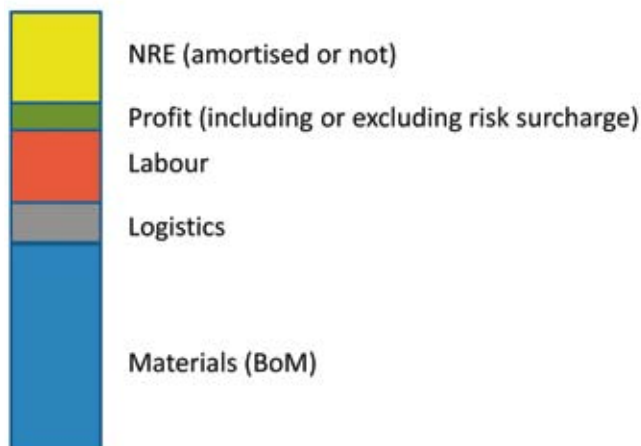 NRE (amortised or not)
Profit (including or excluding risk surcharge)
Labour
Logistics
Materials (BoM)